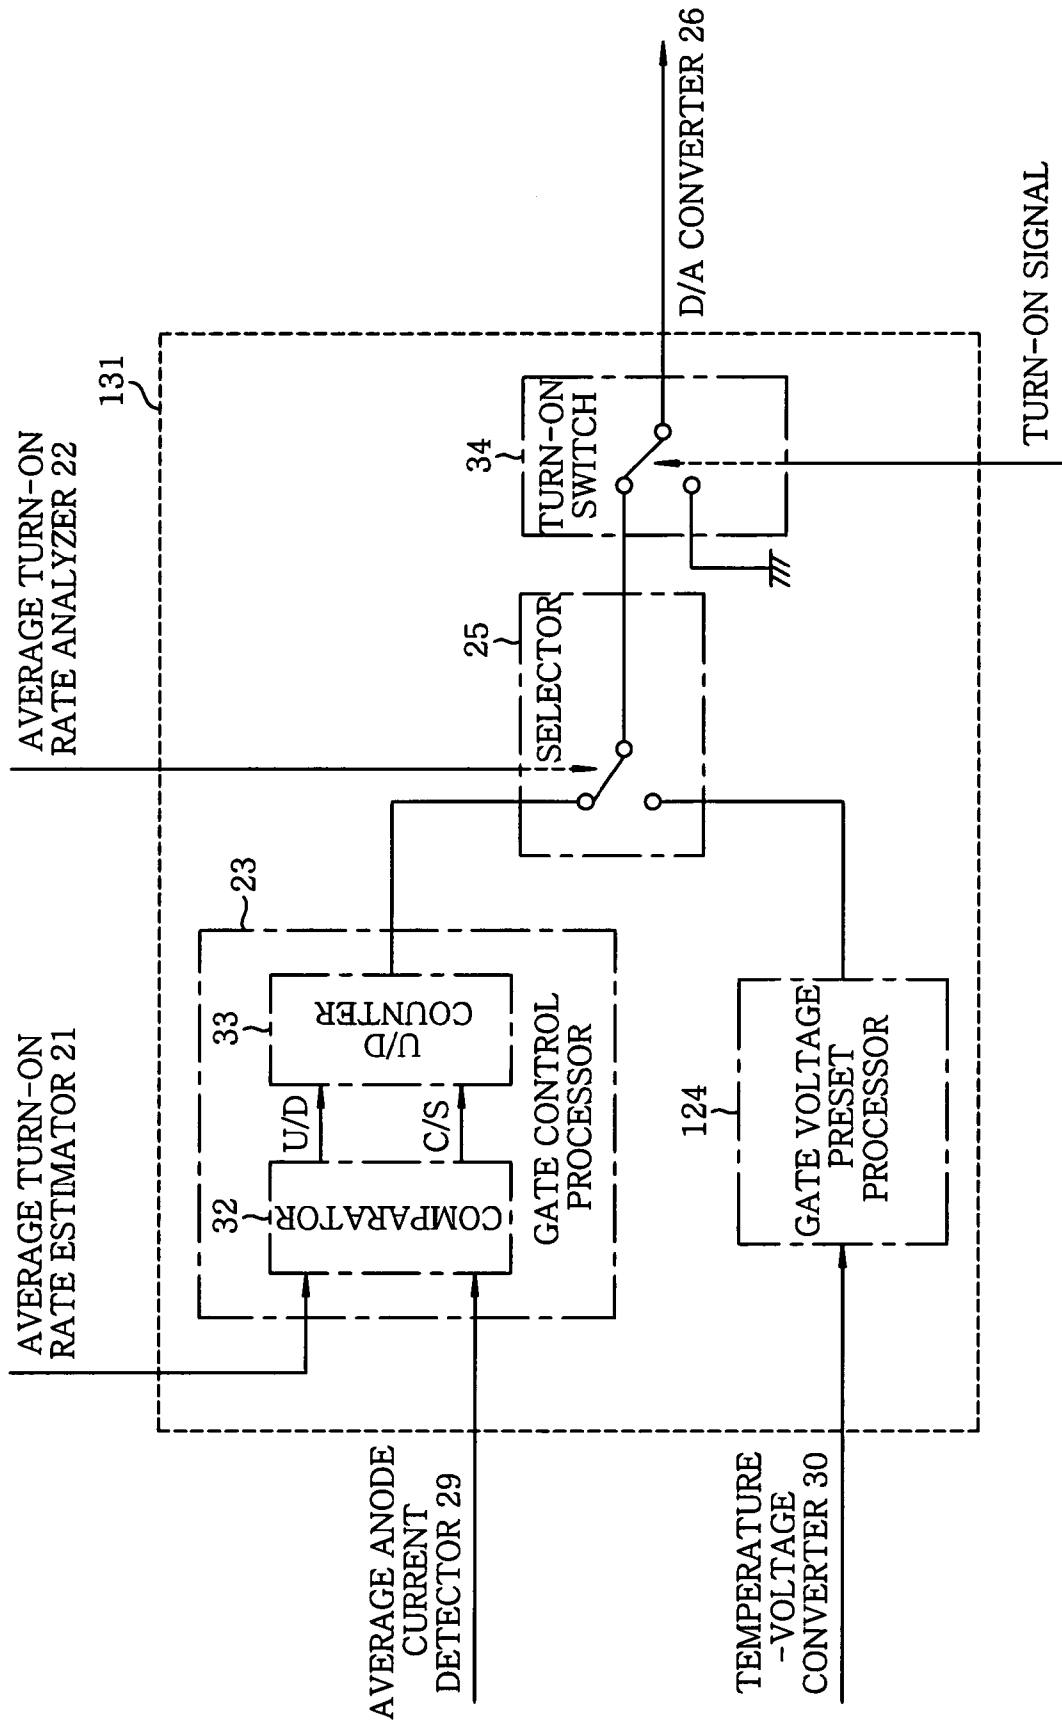 AVERAGE TURN-ON
RATE ESTIMATOR 21
AVERAGE TURN-ON
RATE ANALYZER 22
131
23
32
COMPARATOR
U/D
C/S
33
U/D
COUNTER
GATE CONTROL
PROCESSOR
25
SELECTOR
34
TURN-ON
SWITCH
D/A CONVERTER 26
AVERAGE ANODE
CURRENT
DETECTOR 29
124
GATE VOLTAGE
PRESET
PROCESSOR
TEMPERATURE
-VOLTAGE
CONVERTER 30
TURN-ON SIGNAL